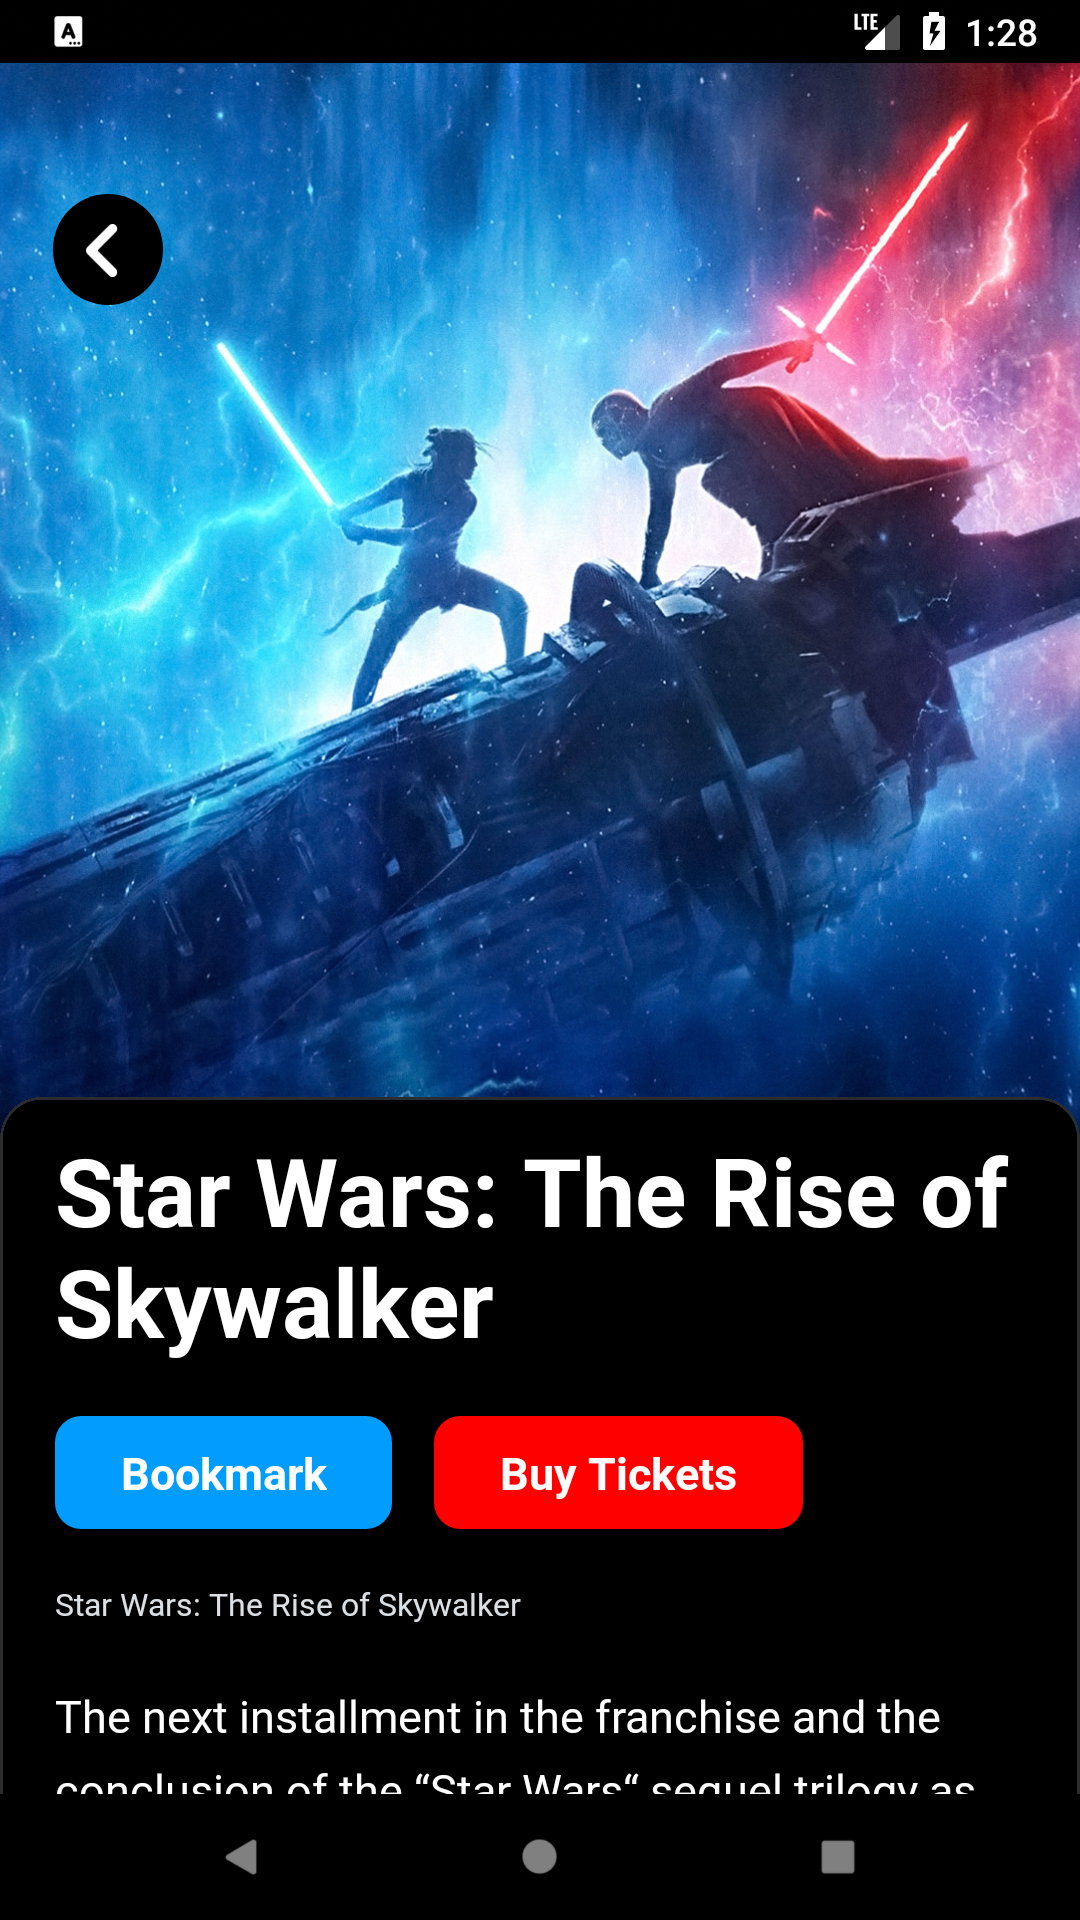 A
LTE
1:28
Star Wars: The Rise of
Skywalker
Bookmark
Buy Tickets
Star Wars: The Rise of Skywalker
The next installment in the franchise and the
conclusion of the “Star Wars“ sequel trilogy as